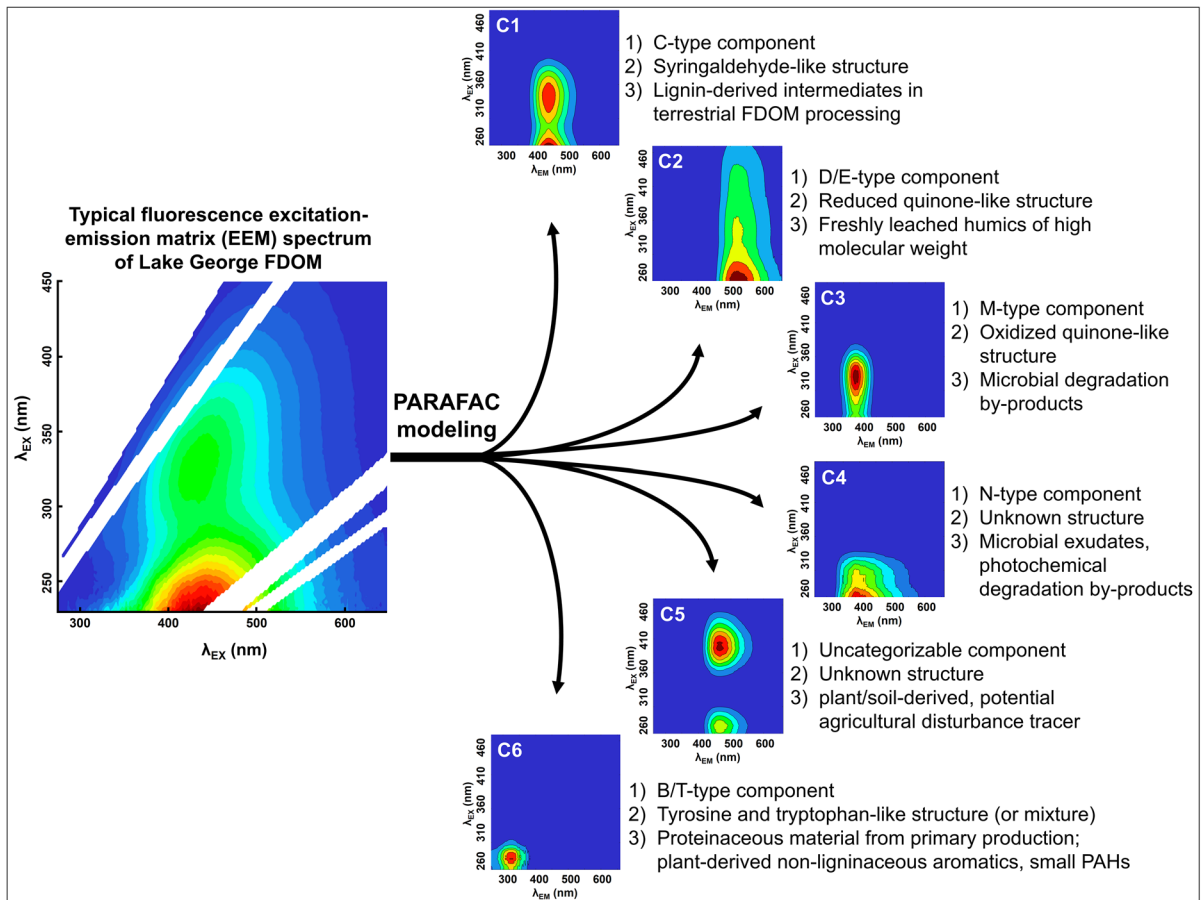 Typical fluorescence excitation-
emission matrix (EEM) spectrum
of Lake George FDOM
450
400
350
300
250
λEX (nm)
300 400 500 600
λEX (nm)
PARAFAC
modeling
C1
460
410
360
310
260
λEX (nm)
300 400 500 600
λEM (nm)
1) C-type component
2) Syringaldehyde-like structure
3) Lignin-derived intermediates in
terrestrial FDOM processing
C2
460
410
360
310
260
λEX (nm)
300 400 500 600
λEM (nm)
1) D/E-type component
2) Reduced quinone-like structure
3) Freshly leached humics of high
molecular weight
C3
460
410
360
310
260
λEX (nm)
300 400 500 600
λEM (nm)
1) M-type component
2) Oxidized quinone-like
structure
3) Microbial degradation
by-products
C4
460
410
360
310
260
λEX (nm)
300 400 500 600
λEM (nm)
1) N-type component
2) Unknown structure
3) Microbial exudates,
photochemical
degradation by-products
C5
460
410
360
310
260
λEX (nm)
300 400 500 600
λEM (nm)
1) Uncategorizable component
2) Unknown structure
3) plant/soil-derived, potential
agricultural disturbance tracer
C6
460
410
360
310
260
λEX (nm)
300 400 500 600
λEM (nm)
1) B/T-type component
2) Tyrosine and tryptophan-like structure (or mixture)
3) Proteinaceous material from primary production;
plant-derived non-ligninaceous aromatics, small PAHs